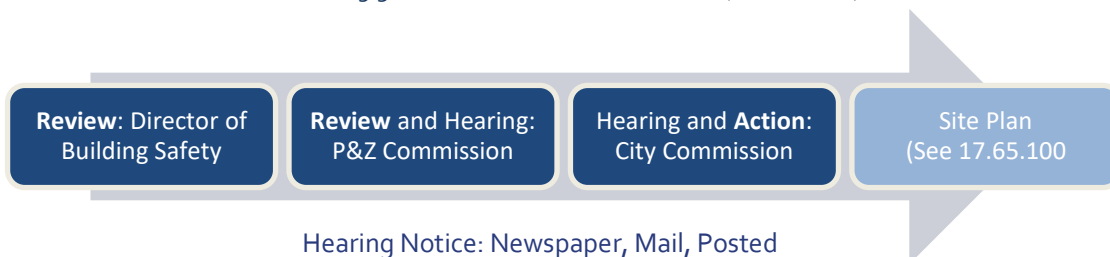 Review: Director of
Building Safety
Review and Hearing:
P&Z Commission
Hearing and Action:
City Commission
Site Plan
(See 17.65.100
Hearing Notice: Newspaper, Mail, Posted